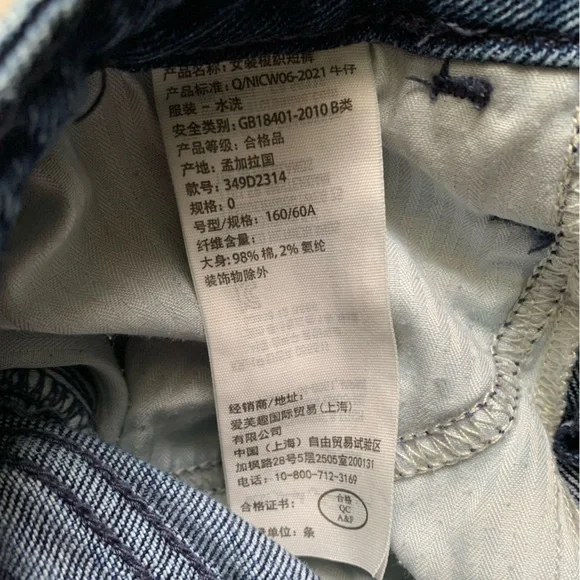 产品名称: 女装梭织短裤
产品标准: Q/NICW06-2021 牛仔
服装 - 水洗
安全类别: GB18401-2010 B类
产品等级: 合格品
产地: 孟加拉国
款号: 349D2314
规格: 0
号型/规格: 160/60A
纤维含量:
大身: 98% 棉, 2% 氨纶
装饰物除外
经销商/地址:
爱芙趣国际贸易(上海)
有限公司
中国 (上海) 自由贸易试验区
加枫路28号5层2505室200131
电话: 10-800-712-3169
合格证书:
合格
QC
A&F
单位: 条